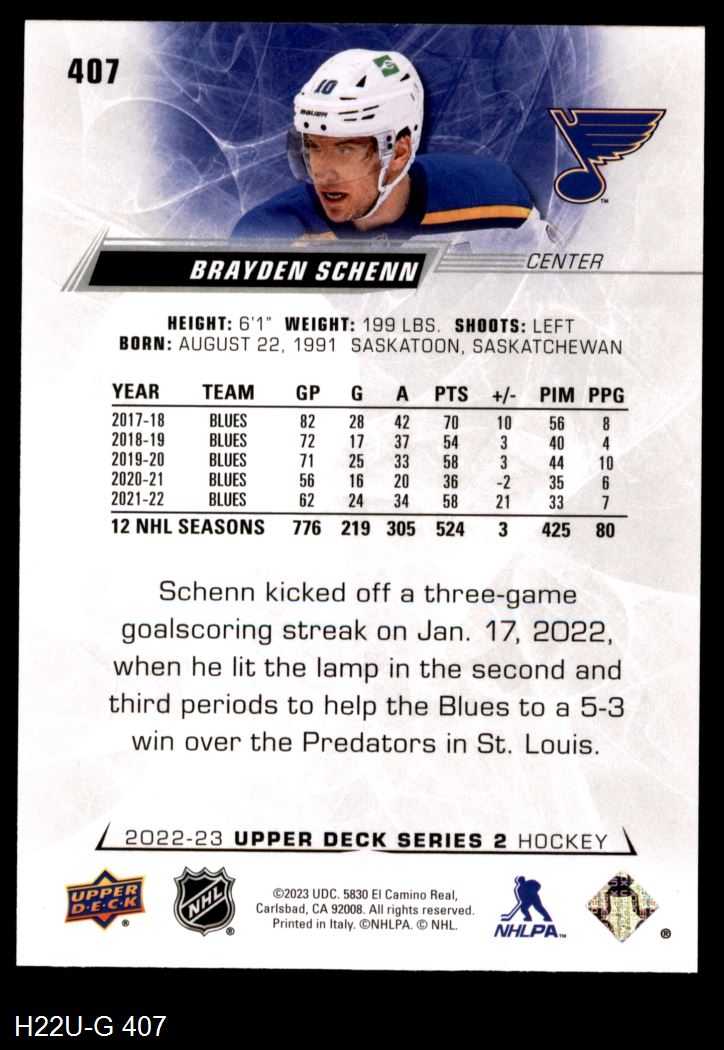 407
10
BAUER
BRAYDEN SCHENN
CENTER
HEIGHT: 6'1" WEIGHT: 199 LBS. SHOOTS: LEFT
BORN: AUGUST 22, 1991 SASKATOON, SASKATCHEWAN
YEAR TEAM GP G A PTS +/- PIM PPG
2017-18 BLUES 82 28 42 70 10 56 8
2018-19 BLUES 72 17 37 54 3 40 4
2019-20 BLUES 71 25 33 58 3 44 10
2020-21 BLUES 56 16 20 36 -2 35 6
2021-22 BLUES 62 24 34 58 21 33 7
12 NHL SEASONS 776 219 305 524 3 425 80
Schenn kicked off a three-game
goalscoring streak on Jan. 17, 2022,
when he lit the lamp in the second and
third periods to help the Blues to a 5-3
win over the Predators in St. Louis.
2022-23 UPPER DECK SERIES 2 HOCKEY
UPPER
D·E·C·K
®
NHL
®
©2023 UDC. 5830 El Camino Real,
Carlsbad, CA 92008. All rights reserved.
Printed in Italy. ©NHLPA. © NHL.
NHLPA™
®
H22U-G 407